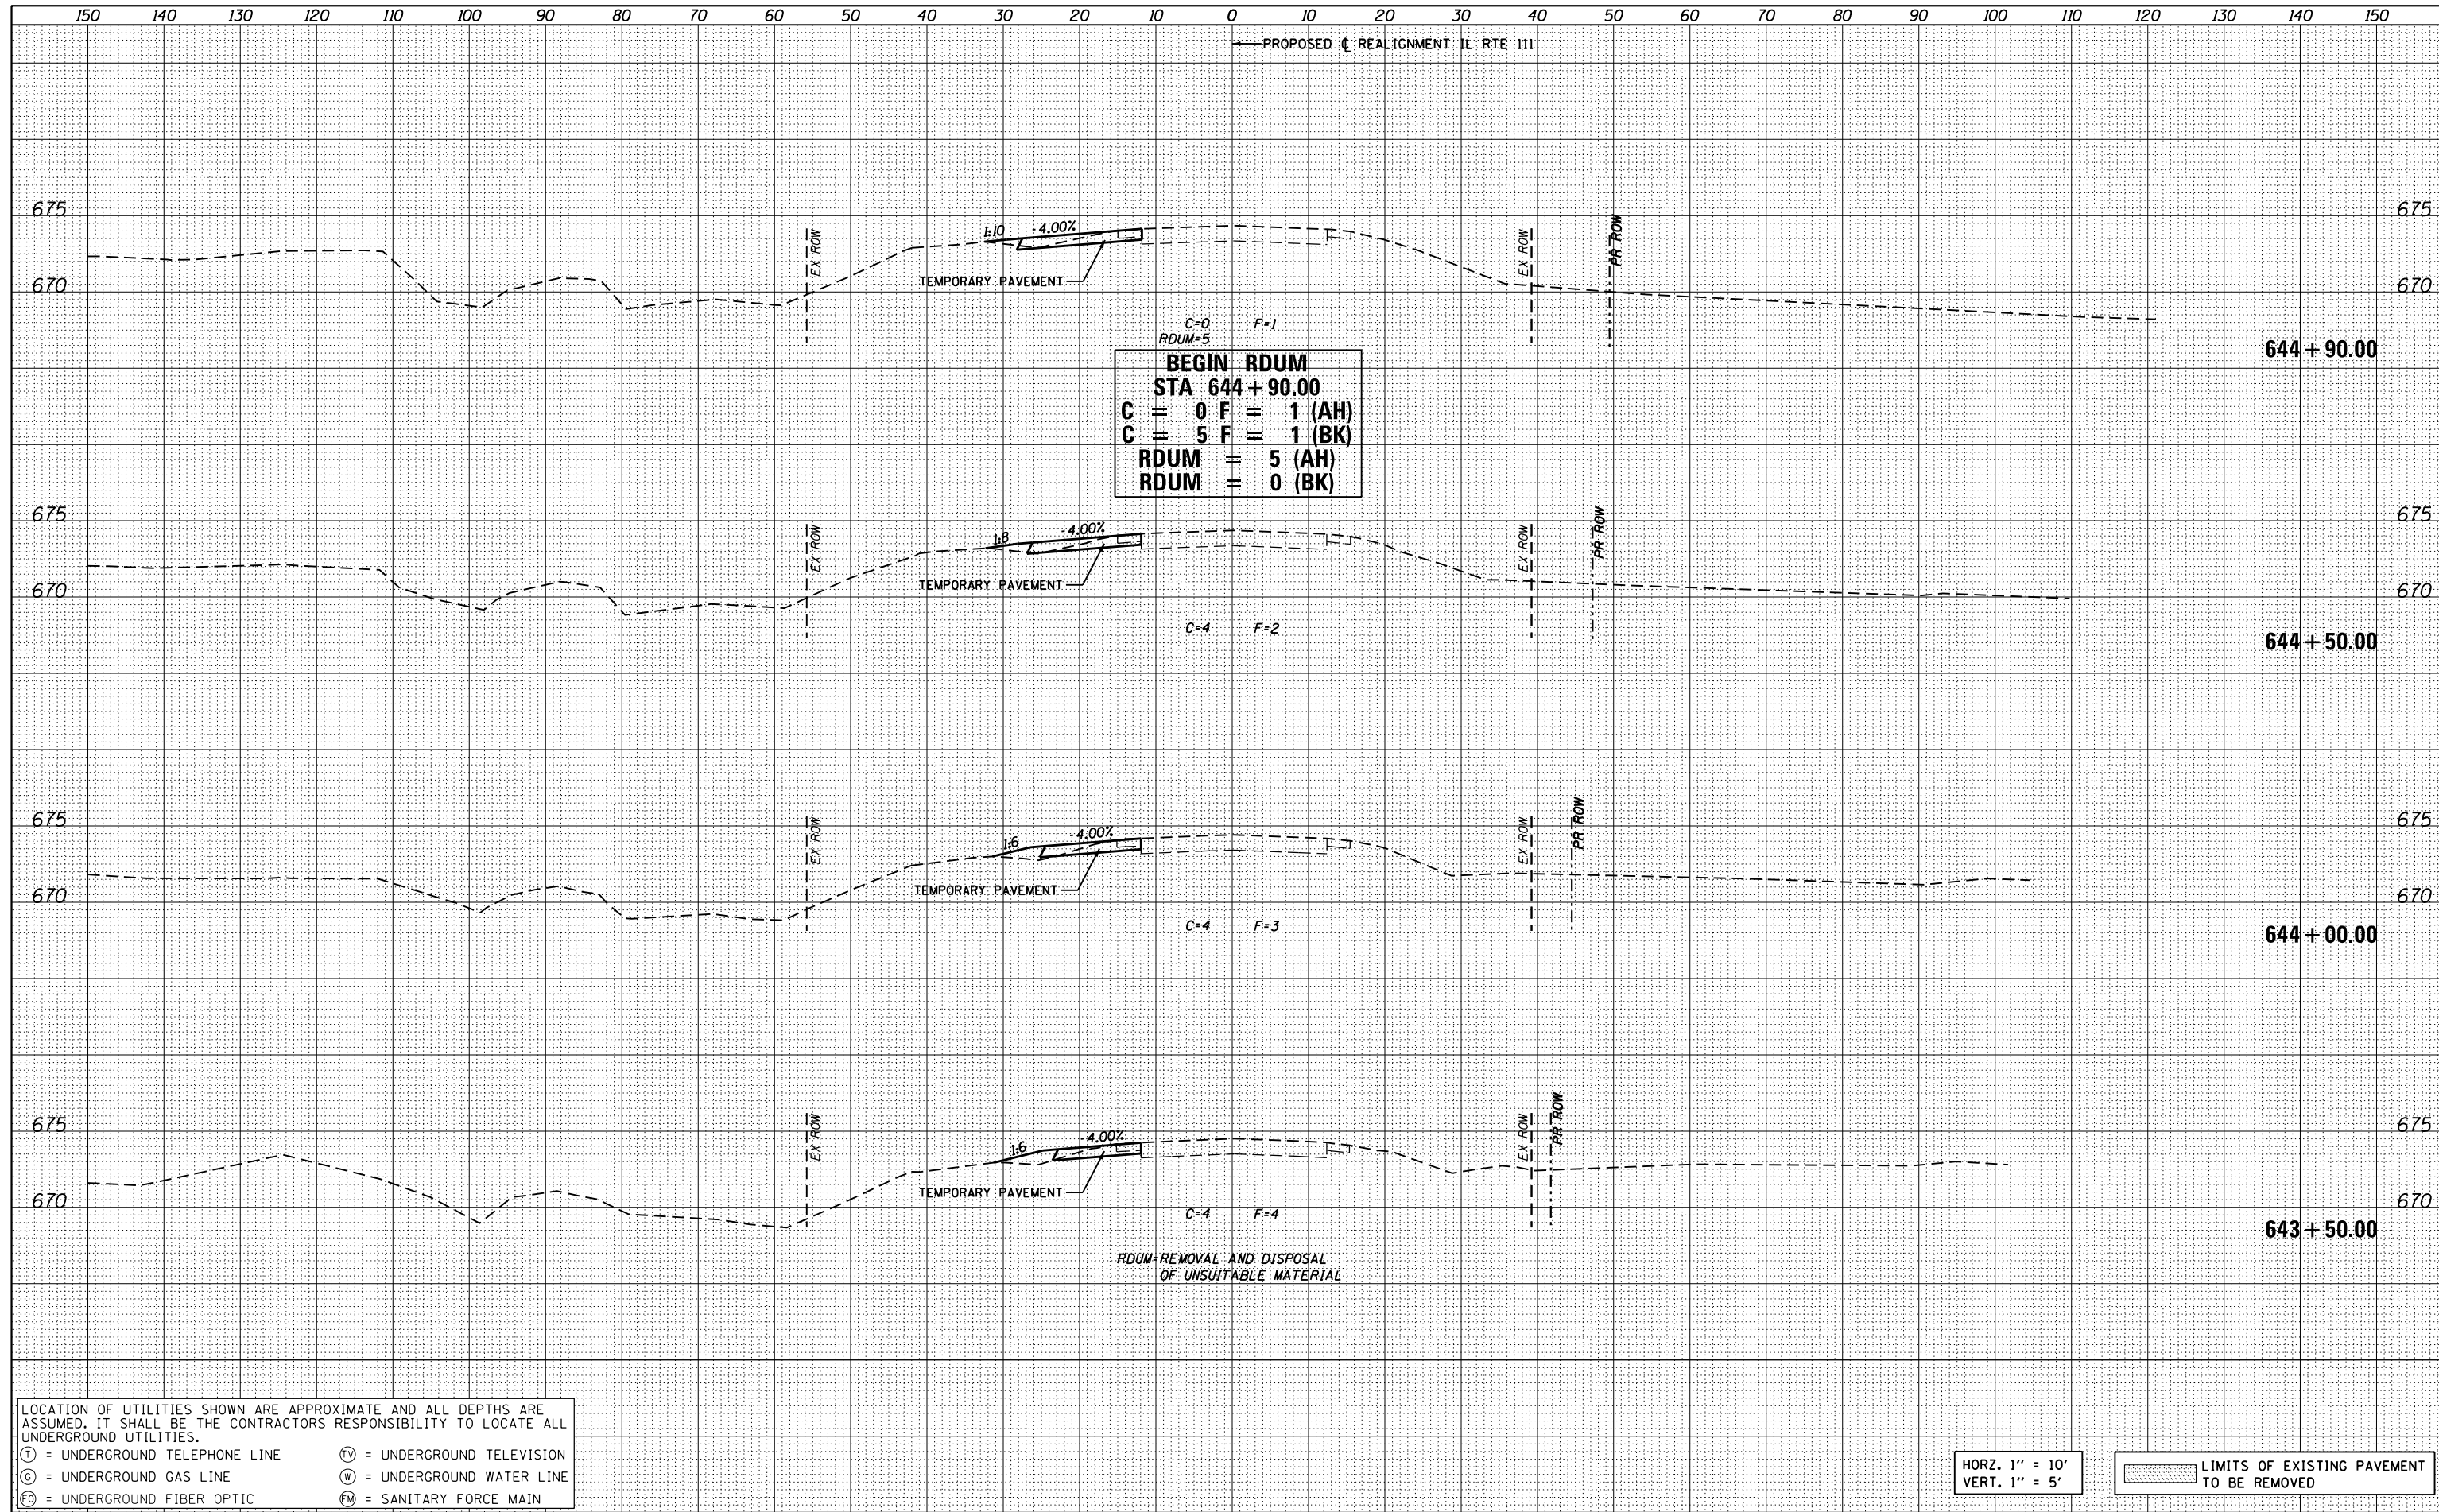 150 140 130 120 110 100 90 80 70 60 50 40 30 20 10 0 10 20 30 40 50 60 70 80 90 100 110 120 130 140 150
PROPOSED ℄ REALIGNMENT IL RTE 111
675 675
1:10 -4.00%
EX ROW
EX ROW
PR ROW
670 670
TEMPORARY PAVEMENT
C=0 F=1
RDUM=5
644+90.00
BEGIN RDUM
STA 644+90.00
C = 0 F = 1 (AH)
C = 5 F = 1 (BK)
RDUM = 5 (AH)
RDUM = 0 (BK)
675 675
1:8 -4.00%
EX ROW
EX ROW
PR ROW
670 670
TEMPORARY PAVEMENT
C=4 F=2
644+50.00
675 675
1:6 -4.00%
EX ROW
EX ROW
PR ROW
670 670
TEMPORARY PAVEMENT
C=4 F=3
644+00.00
675 675
1:6 -4.00%
EX ROW
EX ROW
PR ROW
670 670
TEMPORARY PAVEMENT
C=4 F=4
643+50.00
RDUM=REMOVAL AND DISPOSAL
OF UNSUITABLE MATERIAL
LOCATION OF UTILITIES SHOWN ARE APPROXIMATE AND ALL DEPTHS ARE
ASSUMED. IT SHALL BE THE CONTRACTORS RESPONSIBILITY TO LOCATE ALL
UNDERGROUND UTILITIES.
T = UNDERGROUND TELEPHONE LINE TV = UNDERGROUND TELEVISION
G = UNDERGROUND GAS LINE W = UNDERGROUND WATER LINE
FO = UNDERGROUND FIBER OPTIC FM = SANITARY FORCE MAIN
HORZ. 1'' = 10'
VERT. 1'' = 5'
LIMITS OF EXISTING PAVEMENT
TO BE REMOVED